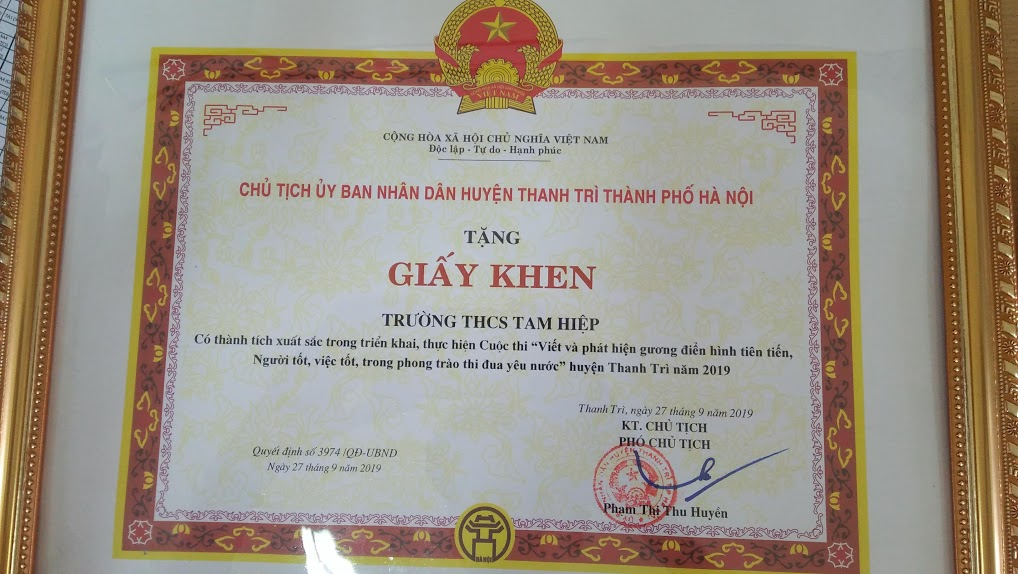 VIỆT NAM
CỘNG HÒA XÃ HỘI CHỦ NGHĨA VIỆT NAM
Độc lập - Tự do - Hạnh phúc
CHỦ TỊCH ỦY BAN NHÂN DÂN HUYỆN THANH TRÌ THÀNH PHỐ HÀ NỘI
TẶNG
GIẤY KHEN
TRƯỜNG THCS TAM HIỆP
Có thành tích xuất sắc trong triển khai, thực hiện Cuộc thi “Viết và phát hiện gương điển hình tiên tiến,
Người tốt, việc tốt, trong phong trào thi đua yêu nước” huyện Thanh Trì năm 2019
Thanh Trì, ngày 27 tháng 9 năm 2019
KT. CHỦ TỊCH
PHÓ CHỦ TỊCH
Phạm Thị Thu Huyền
Quyết định số 3974 /QĐ-UBND
Ngày 27 tháng 9 năm 2019
HÀ NỘI